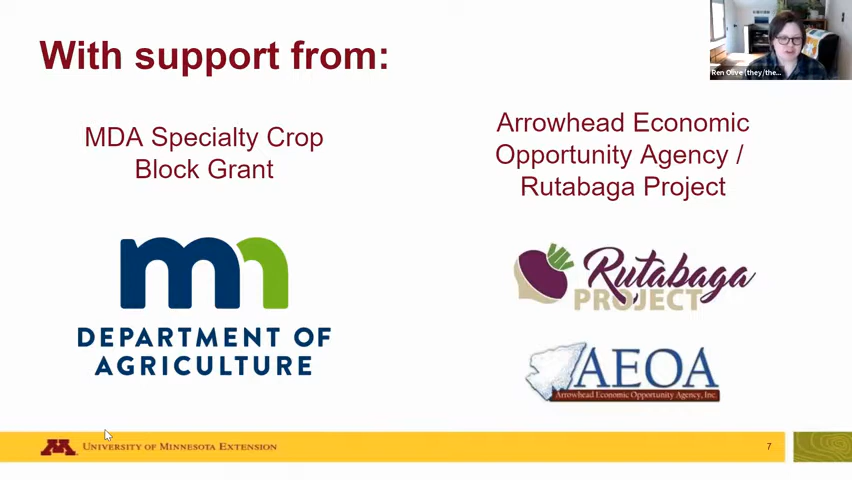 With support from:
Ren Olive (they/the...
MDA Specialty Crop
Block Grant
Arrowhead Economic
Opportunity Agency /
Rutabaga Project
mn
DEPARTMENT OF
AGRICULTURE
Rutabaga
PROJECT
AEOA
Arrowhead Economic Opportunity Agency, Inc.
M
UNIVERSITY OF MINNESOTA EXTENSION
7